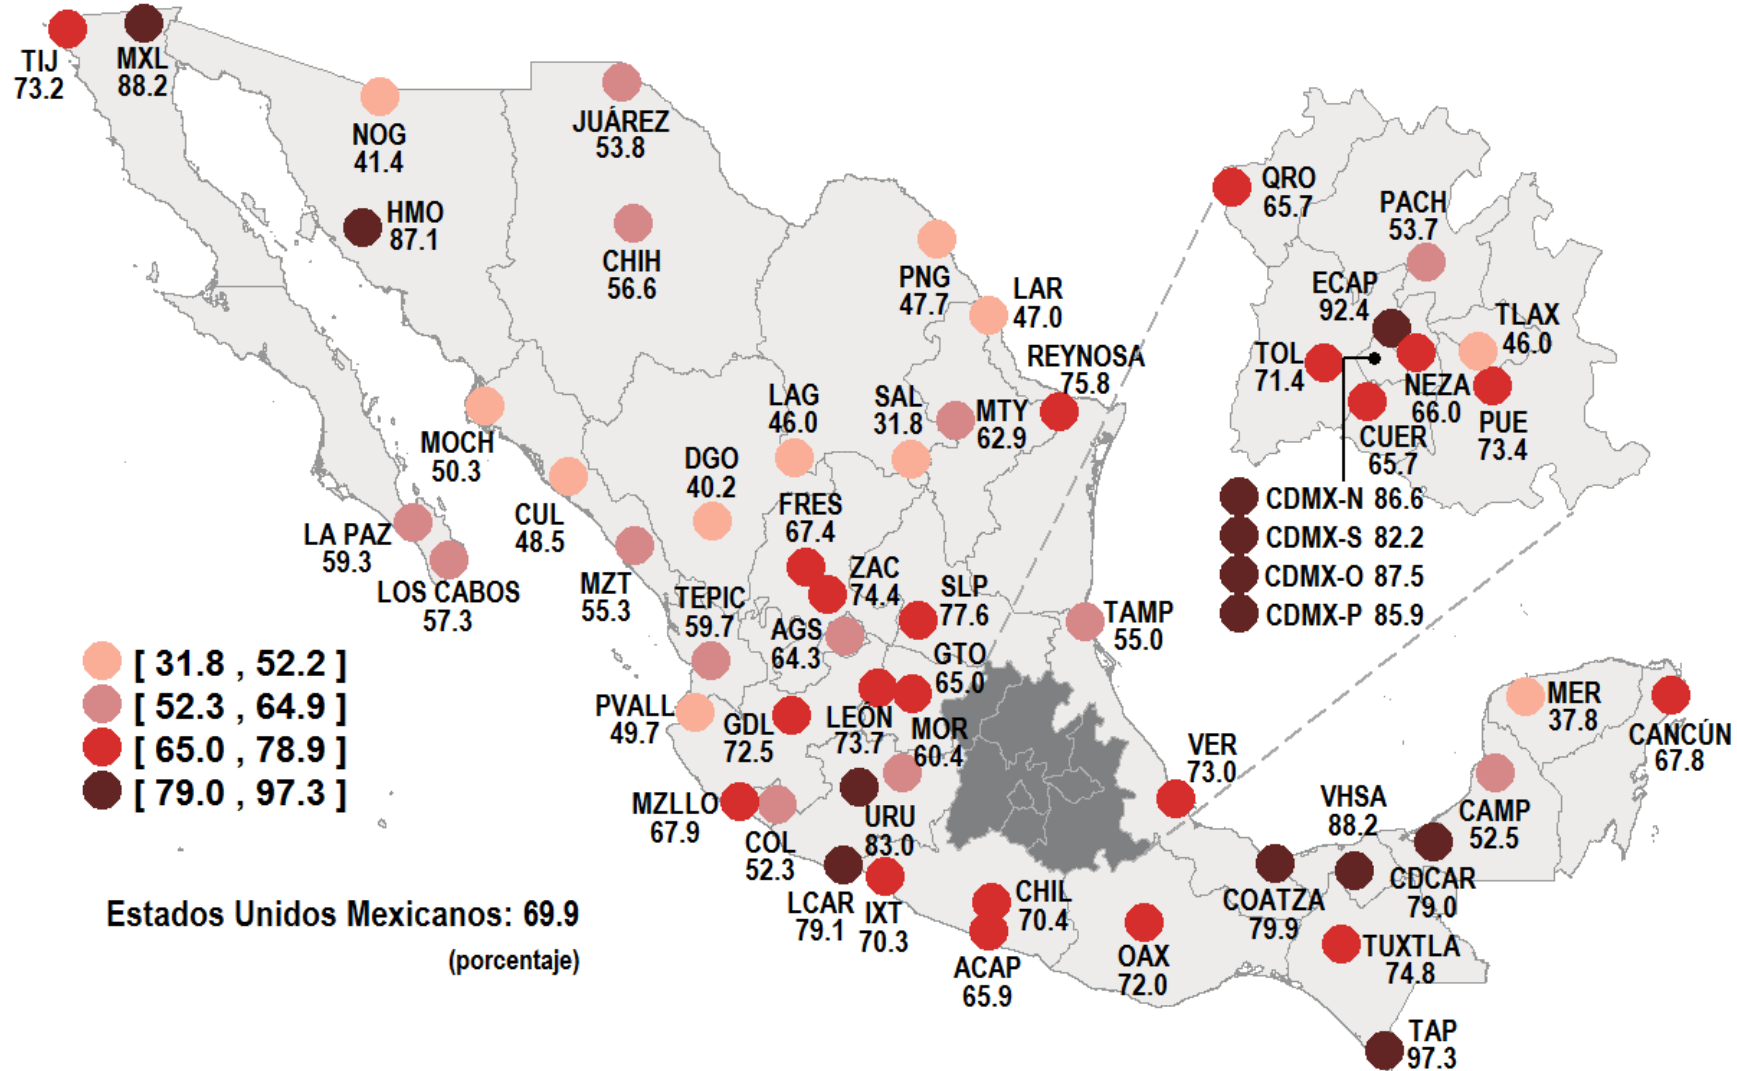 TIJ
73.2
MXL
88.2
NOG
41.4
HMO
87.1
JUÁREZ
53.8
CHIH
56.6
PNG
47.7
LAR
47.0
REYNOSA
75.8
LAG
46.0
SAL
31.8
MTY
62.9
MOCH
50.3
DGO
40.2
CUL
48.5
FRES
67.4
LA PAZ
59.3
LOS CABOS
57.3
MZT
55.3
ZAC
74.4
SLP
77.6
TEPIC
59.7
AGS
64.3
TAMP
55.0
GTO
65.0
PVALL
49.7
GDL
72.5
LEÓN
73.7
MOR
60.4
MZLLO
67.9
COL
52.3
URU
83.0
LCAR
79.1
IXT
70.3
CHIL
70.4
ACAP
65.9
OAX
72.0
VER
73.0
COATZA
79.9
VHSA
88.2
CDCAR
79.0
CAMP
52.5
MER
37.8
CANCÚN
67.8
TUXTLA
74.8
TAP
97.3
QRO
65.7
PACH
53.7
ECAP
92.4
TLAX
46.0
TOL
71.4
NEZA
66.0
PUE
73.4
CUER
65.7
CDMX-N 86.6
CDMX-S 82.2
CDMX-O 87.5
CDMX-P 85.9
[ 31.8 , 52.2 ]
[ 52.3 , 64.9 ]
[ 65.0 , 78.9 ]
[ 79.0 , 97.3 ]
Estados Unidos Mexicanos: 69.9
(porcentaje)